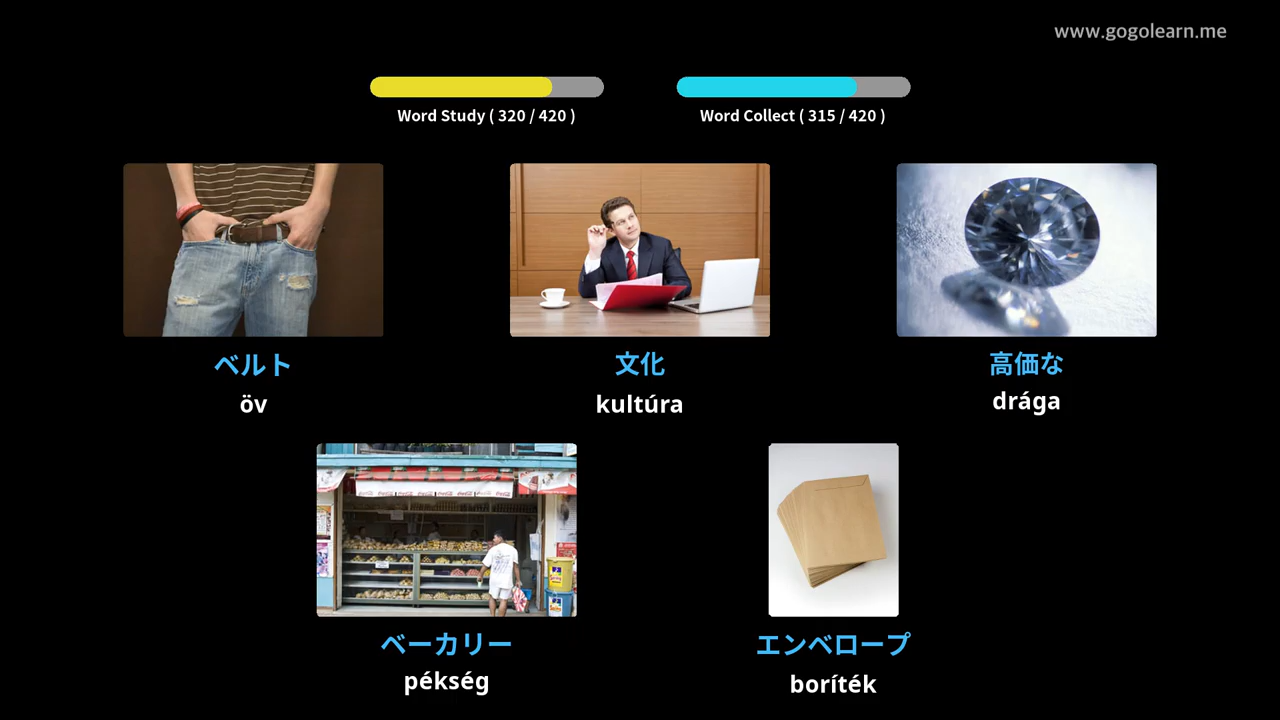 www.gogolearn.me
Word Study ( 320 / 420 )
Word Collect ( 315 / 420 )
ベルト
öv
文化
kultúra
高価な
drága
ベーカリー
pékség
エンベロープ
boríték